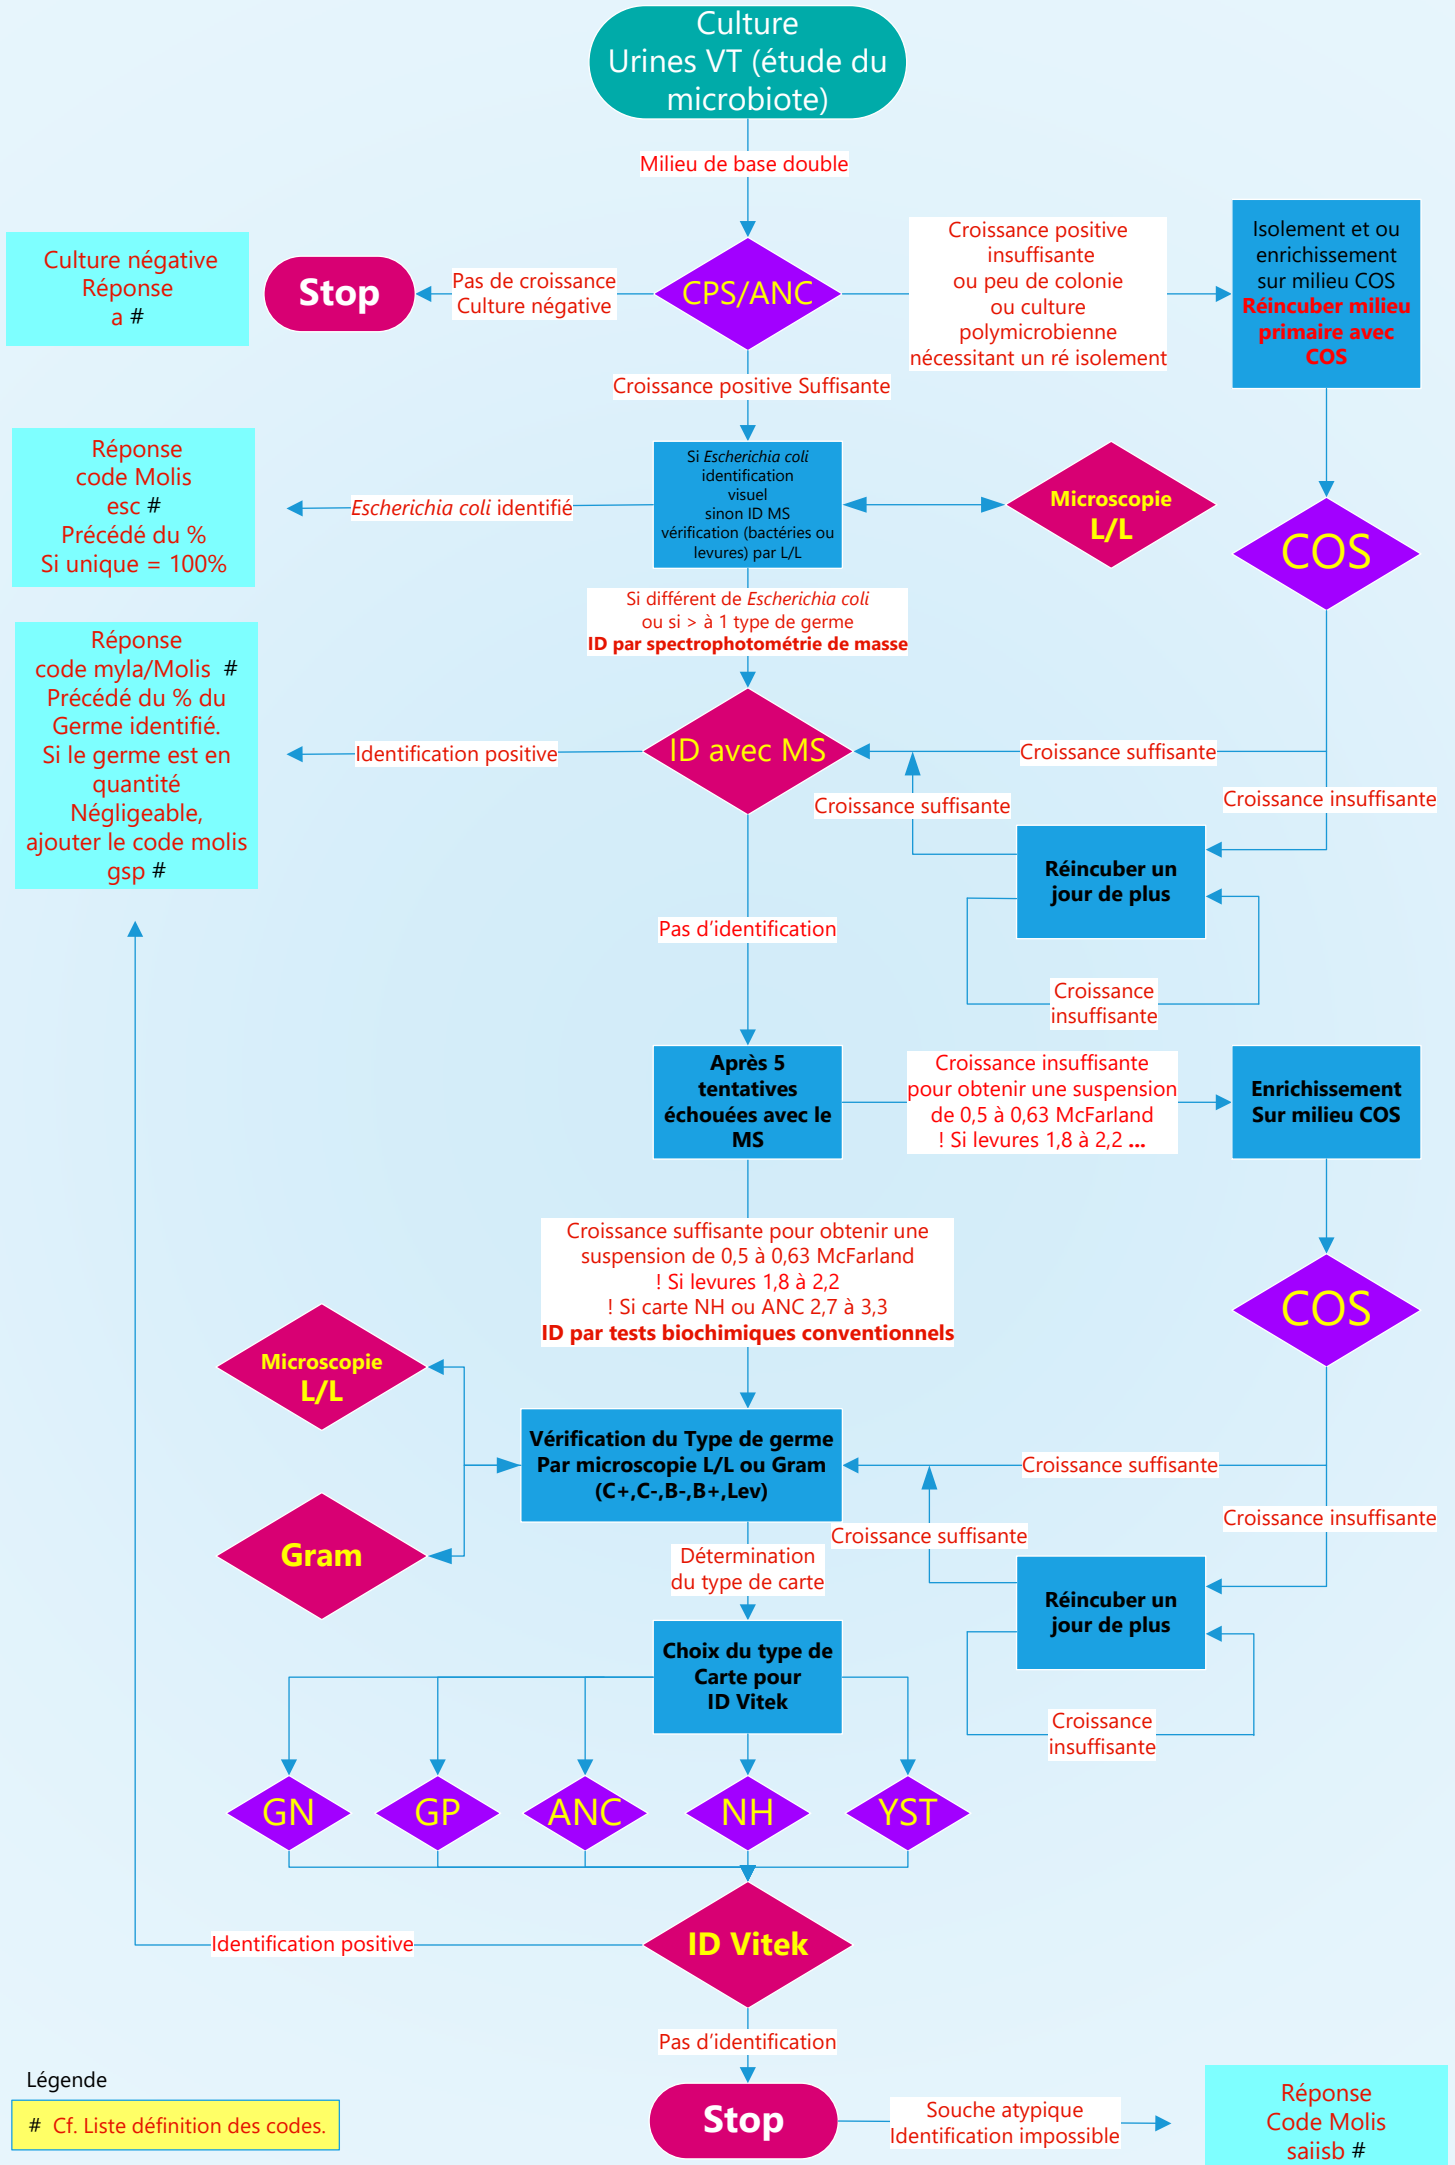 Culture
Urines VT (étude du
microbiote)
Milieu de base double
Culture négative
Réponse
a #
Stop
Pas de croissance
Culture négative
CPS/ANC
Croissance positive
insuffisante
ou peu de colonie
ou culture
polymicrobienne
nécessitant un ré isolement
Isolement et ou
enrichissement
sur milieu COS
Réincuber milieu
primaire avec
COS
Croissance positive Suffisante
Réponse
code Molis
esc #
Précédé du %
Si unique = 100%
Escherichia coli identifié
Si Escherichia coli
identification
visuel
sinon ID MS
vérification (bactéries ou
levures) par L/L
Microscopie
L/L
COS
Si différent de Escherichia coli
ou si > à 1 type de germe
ID par spectrophotométrie de masse
Réponse
code myla/Molis #
Précédé du % du
Germe identifié.
Si le germe est en
quantité
Négligeable,
ajouter le code molis
gsp #
Identification positive
ID avec MS
Croissance suffisante
Croissance suffisante
Croissance insuffisante
Réincuber un
jour de plus
Pas d'identification
Croissance
insuffisante
Après 5
tentatives
échouées avec le
MS
Croissance insuffisante
pour obtenir une suspension
de 0,5 à 0,63 McFarland
! Si levures 1,8 à 2,2 ...
Enrichissement
Sur milieu COS
Croissance suffisante pour obtenir une
suspension de 0,5 à 0,63 McFarland
! Si levures 1,8 à 2,2
! Si carte NH ou ANC 2,7 à 3,3
ID par tests biochimiques conventionnels
COS
Microscopie
L/L
Vérification du Type de germe
Par microscopie L/L ou Gram
(C+,C-,B-,B+,Lev)
Croissance suffisante
Croissance insuffisante
Gram
Croissance suffisante
Détermination
du type de carte
Réincuber un
jour de plus
Choix du type de
Carte pour
ID Vitek
Croissance
insuffisante
GN
GP
ANC
NH
YST
Identification positive
ID Vitek
Pas d'identification
Légende
# Cf. Liste définition des codes.
Stop
Souche atypique
Identification impossible
Réponse
Code Molis
saiisb #